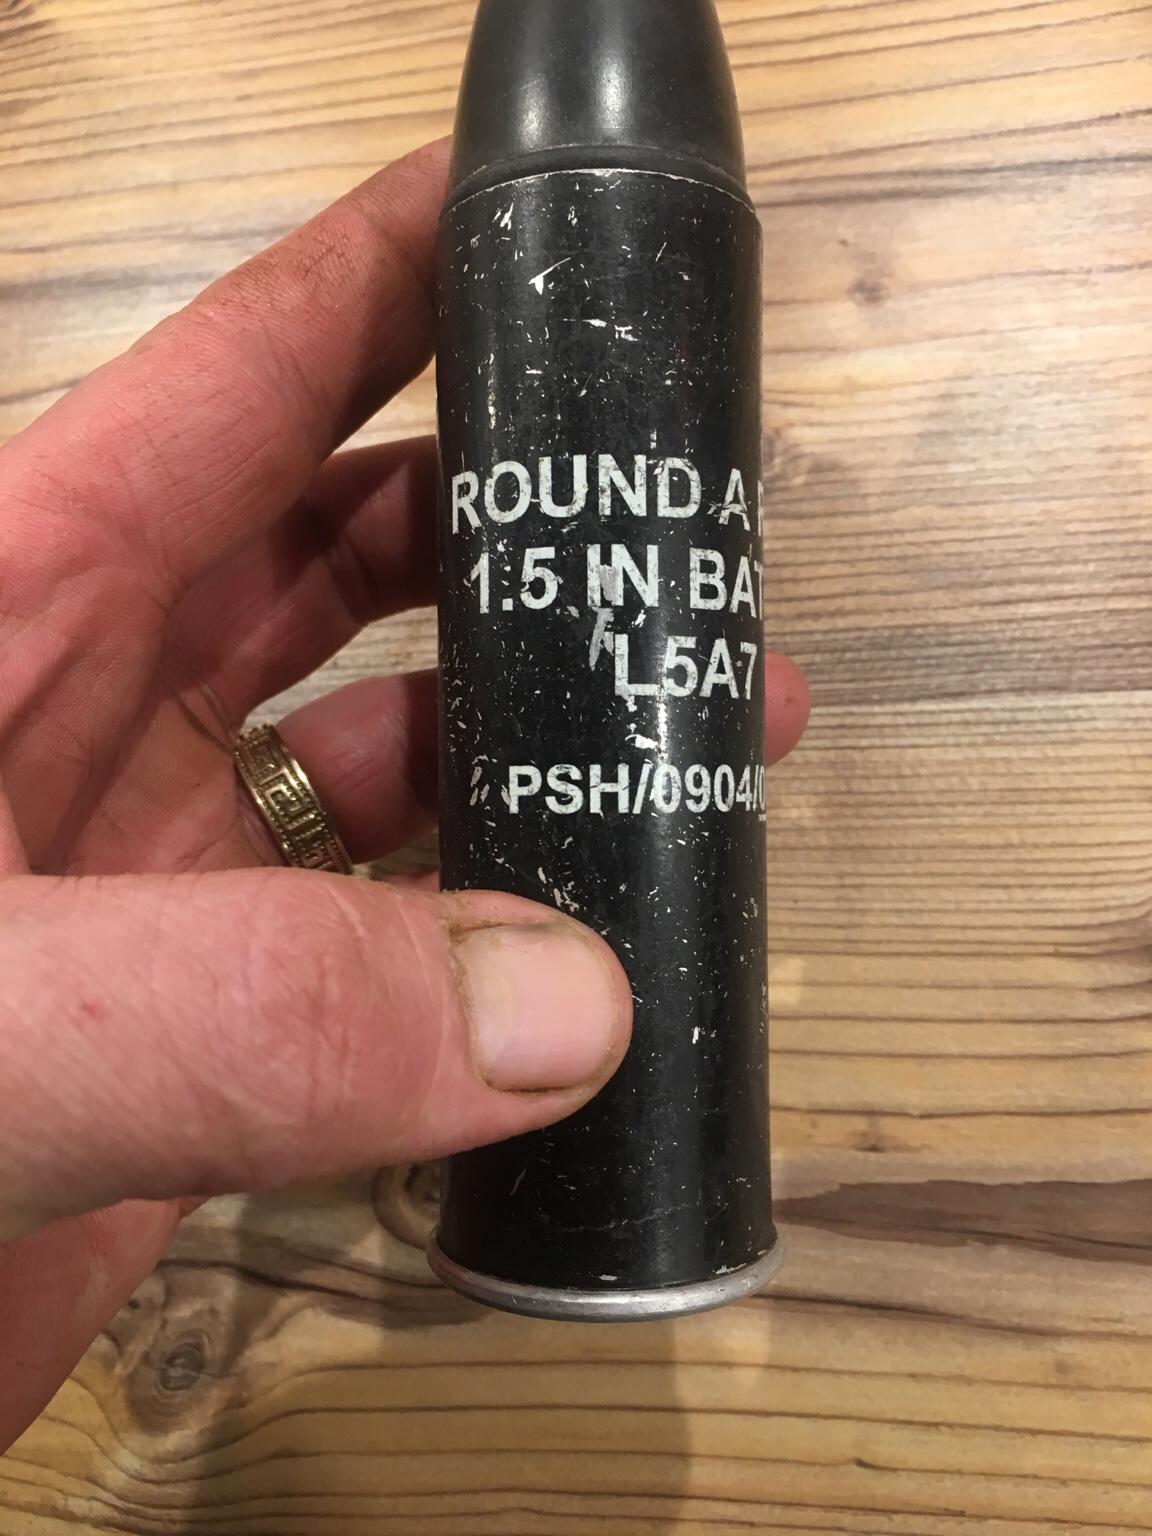 ROUND A
1.5 IN BAT
L5A7
PSH/0904/